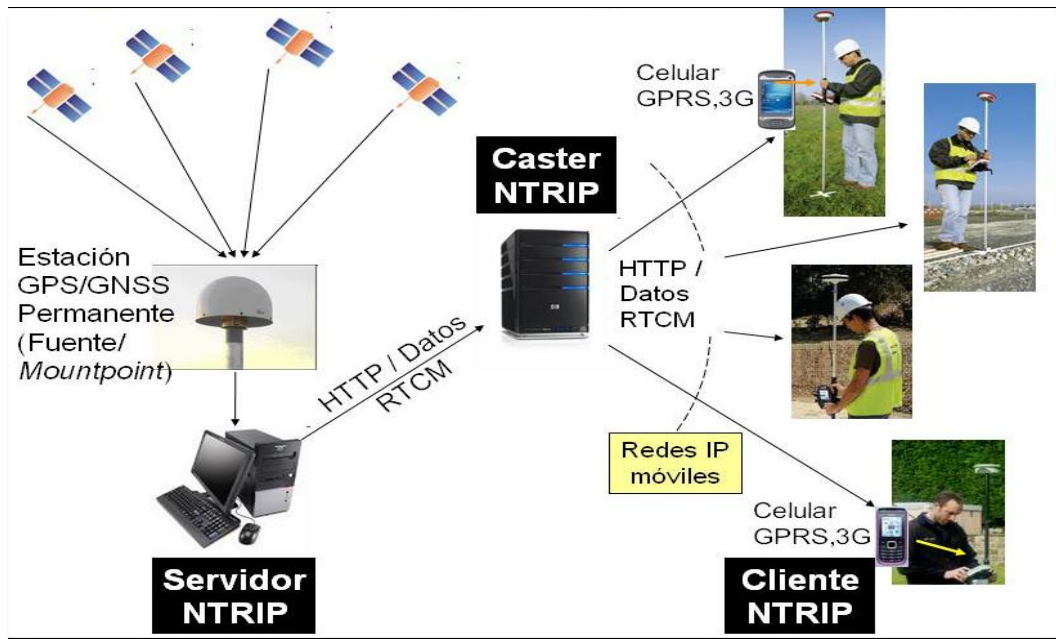 Celular
GPRS,3G
Caster
NTRIP
Estación
GPS/GNSS
Permanente
(Fuente/
Mountpoint)
HTTP / Datos
RTCM
HTTP /
Datos
RTCM
Redes IP
móviles
Celular
GPRS,3G
Servidor
NTRIP
Cliente
NTRIP